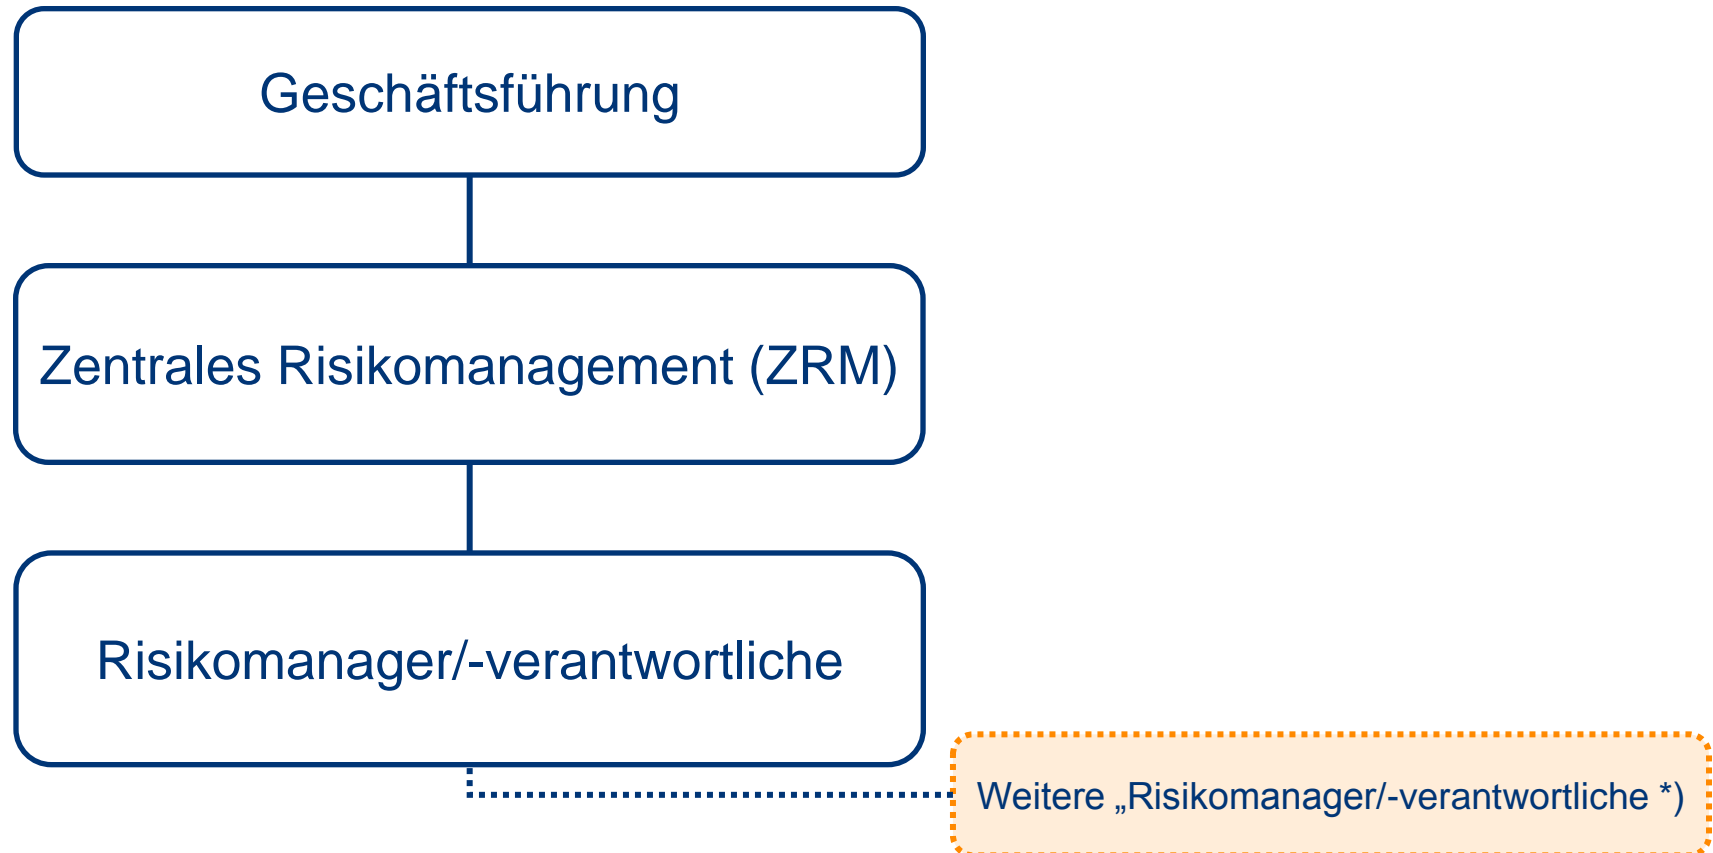 Geschäftsführung
Zentrales Risikomanagement (ZRM)
Risikomanager/-verantwortliche
Weitere „Risikomanager/-verantwortliche *)